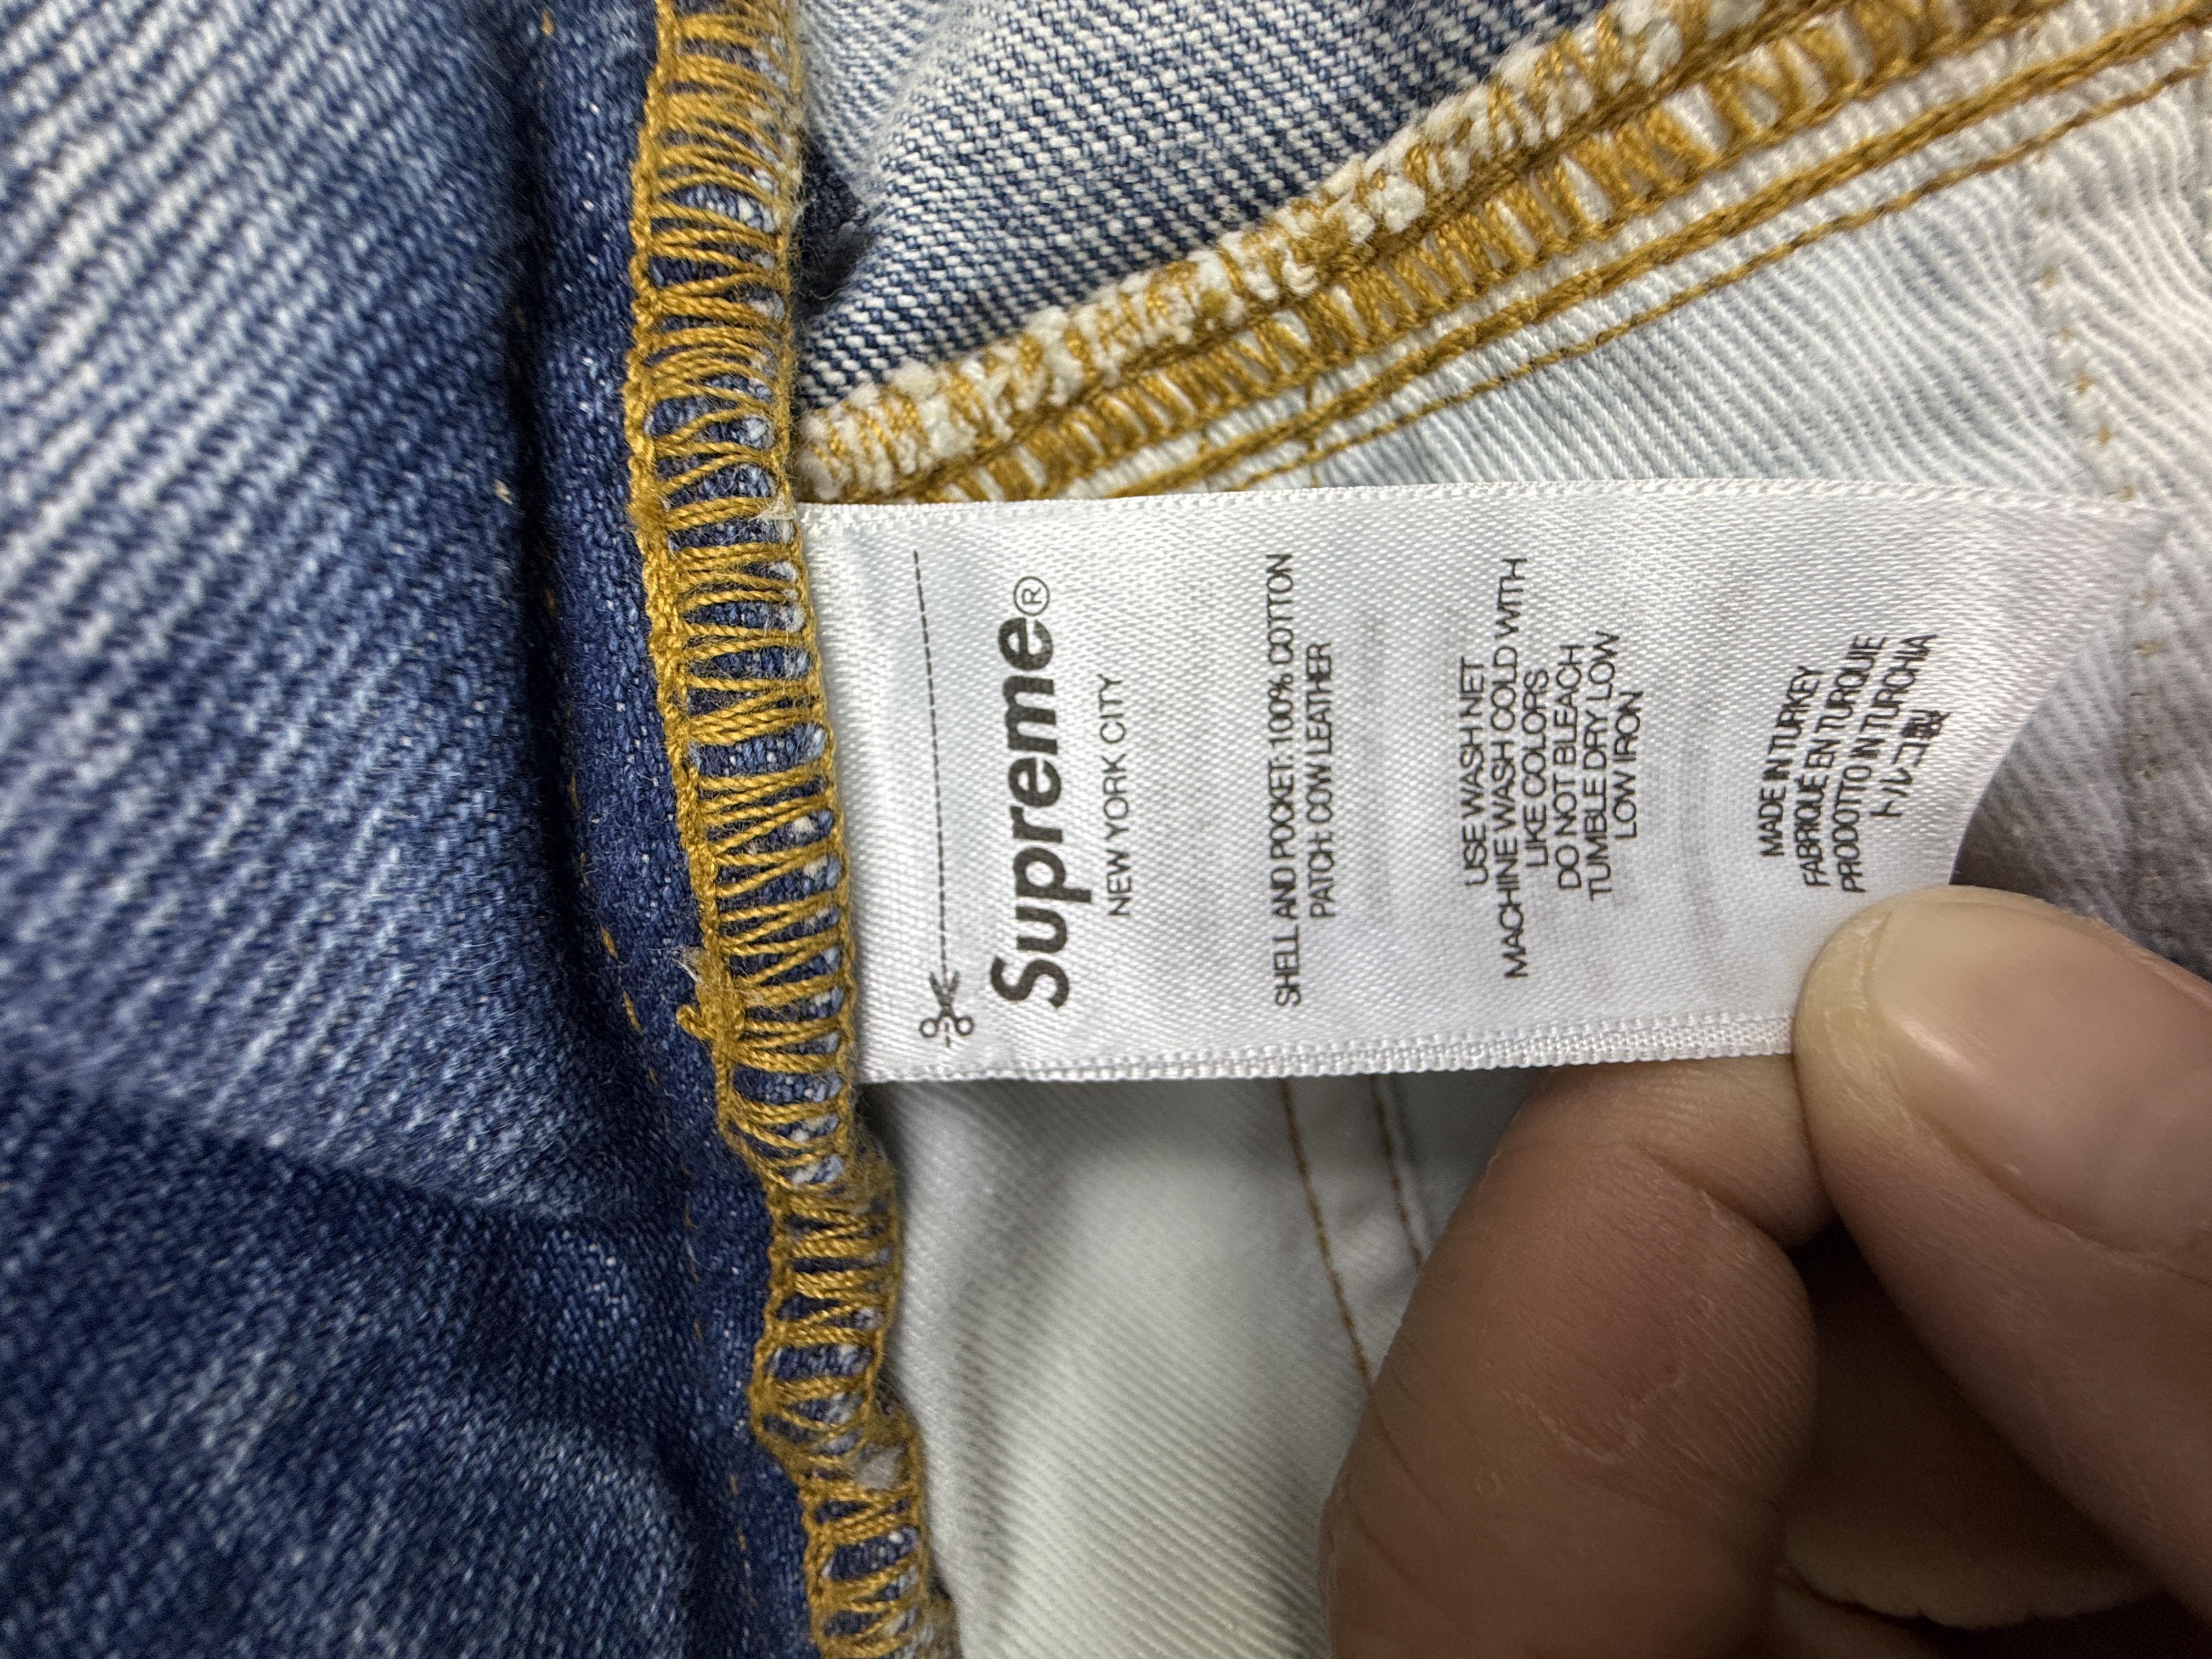 Supreme®
NEW YORK CITY
SHELL AND POCKET: 100% COTTON
PATCH: COW LEATHER
USE WASH NET
MACHINE WASH COLD WITH
LIKE COLORS
DO NOT BLEACH
TUMBLE DRY LOW
LOW IRON
MADE IN TURKEY
FABRIQUÉ EN TURQUIE
PRODOTTO IN TURCHIA
トルコ製